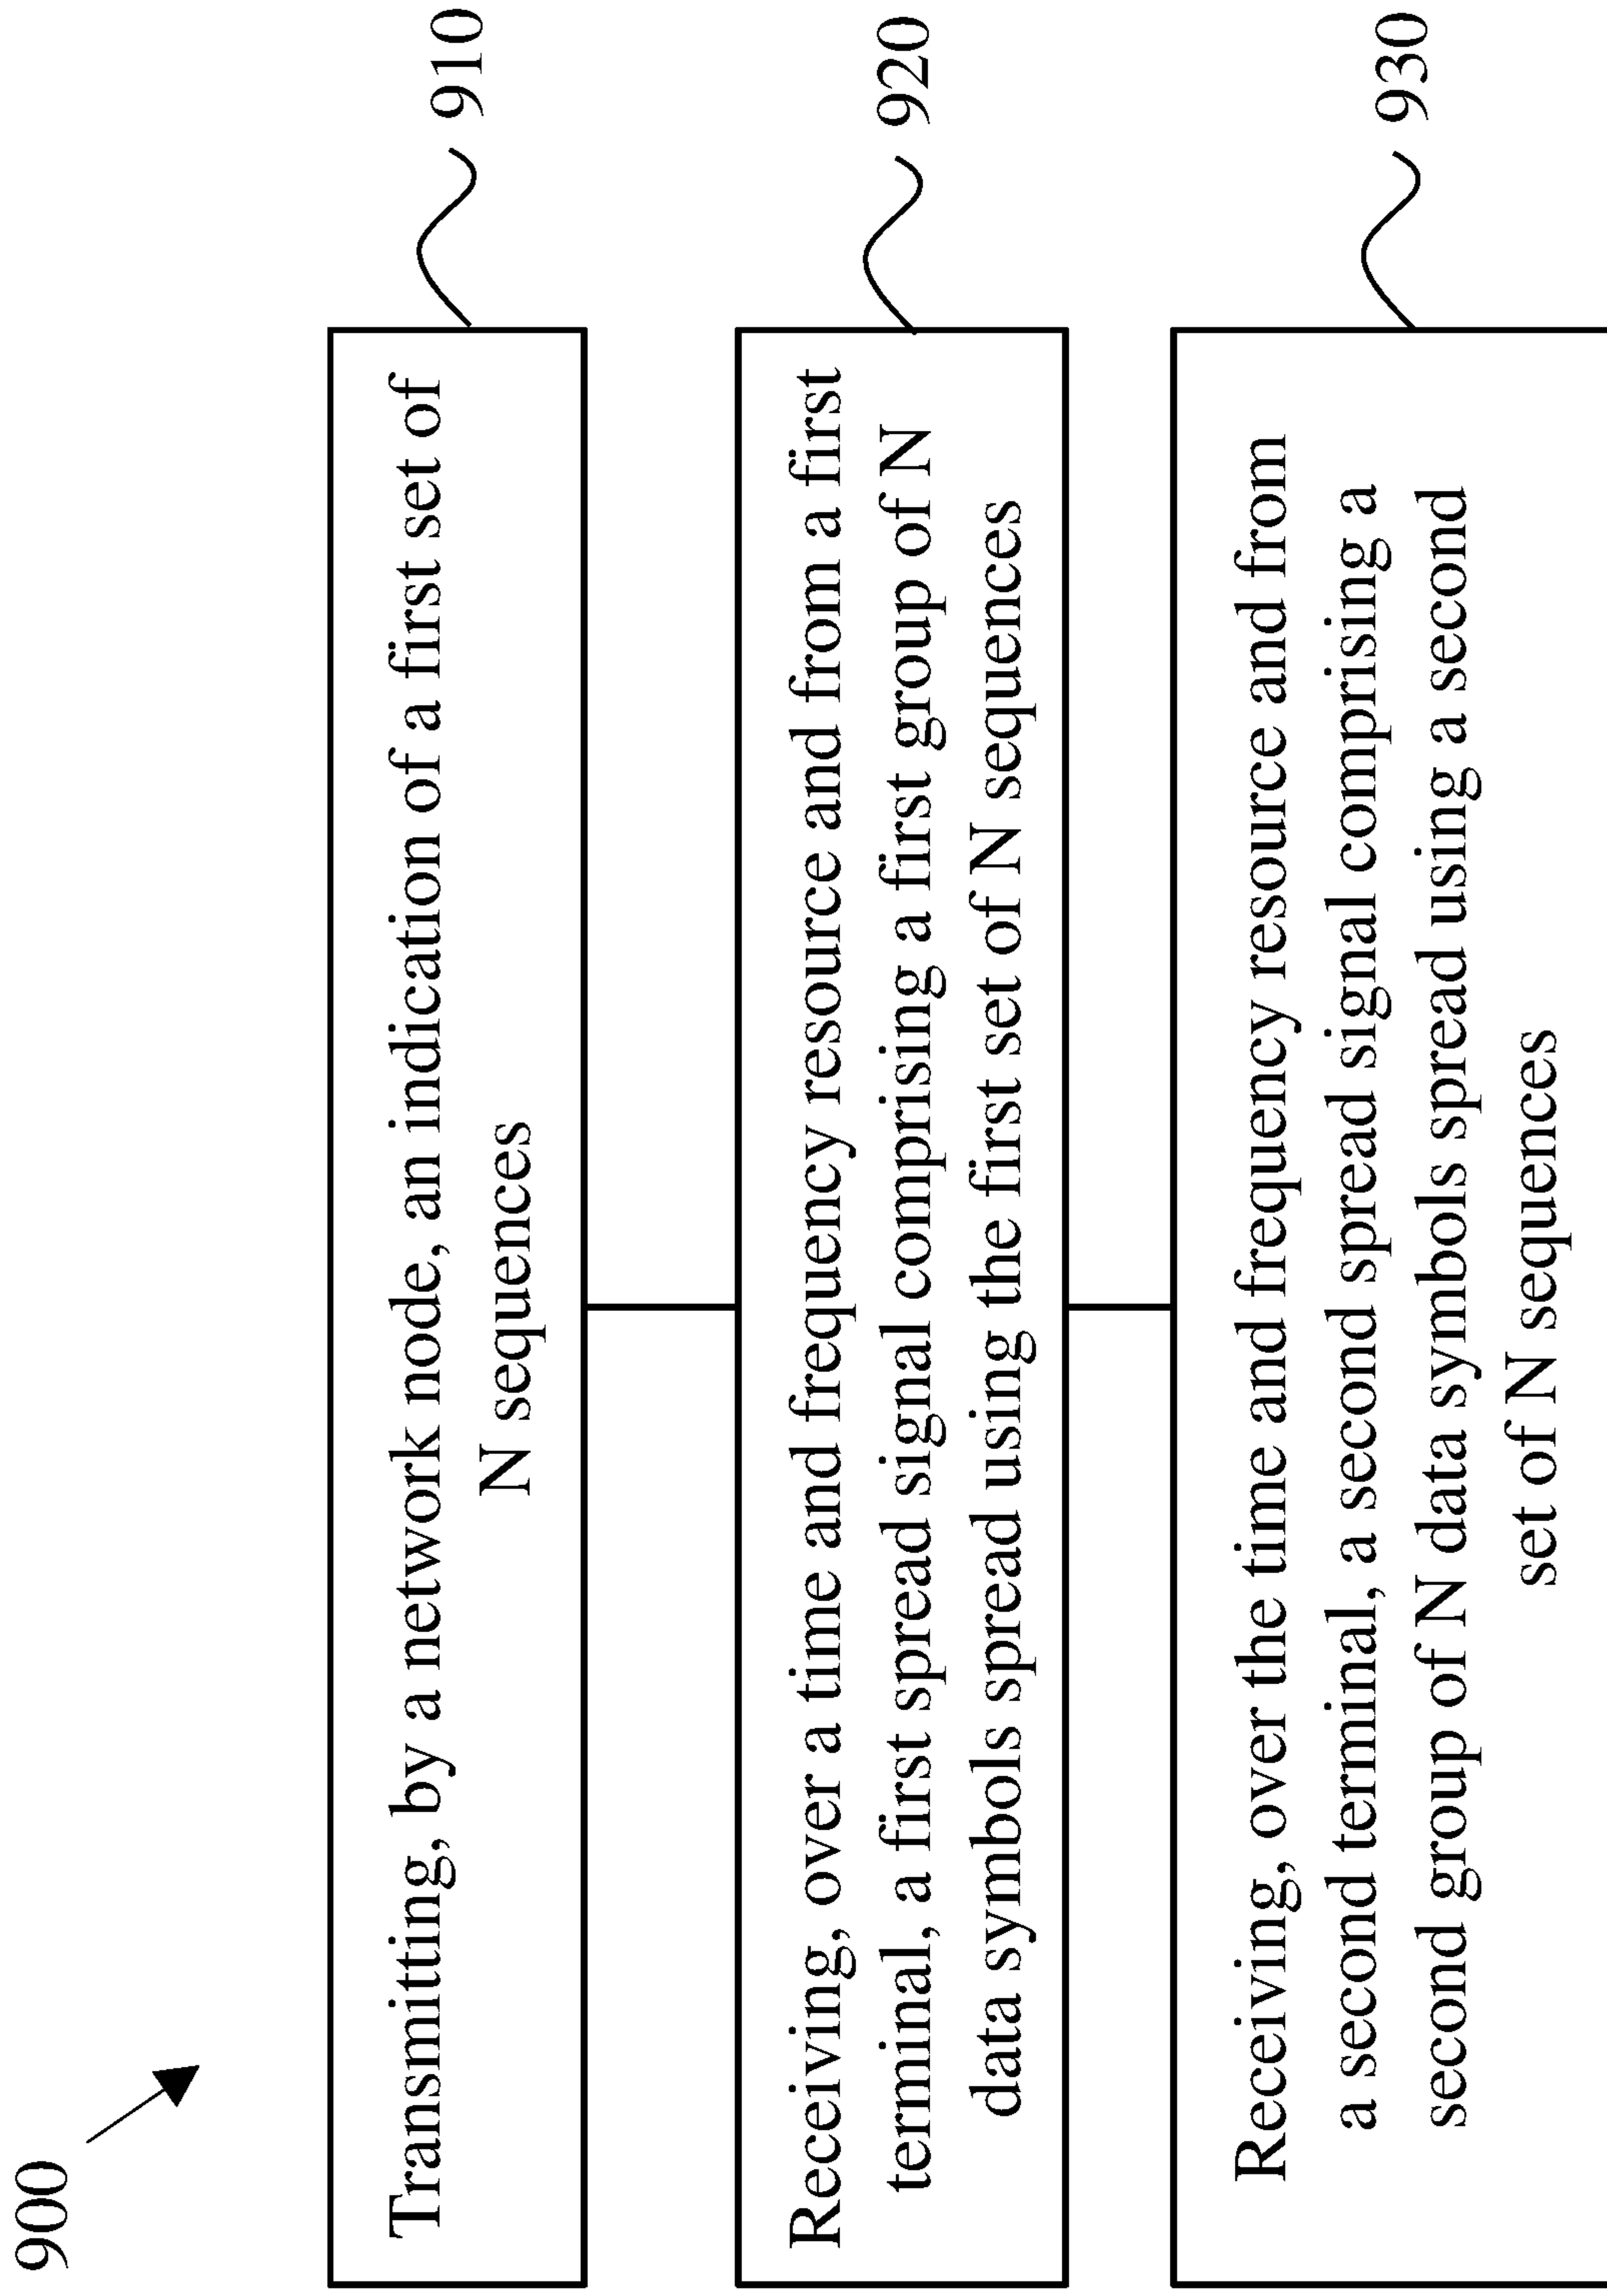 900
Transmitting, by a network node, an indication of a first set of
N sequences
910
Receiving, over a time and frequency resource and from a first
terminal, a first spread signal comprising a first group of N
data symbols spread using the first set of N sequences
920
Receiving, over the time and frequency resource and from
a second terminal, a second spread signal comprising a
second group of N data symbols spread using a second
set of N sequences
930